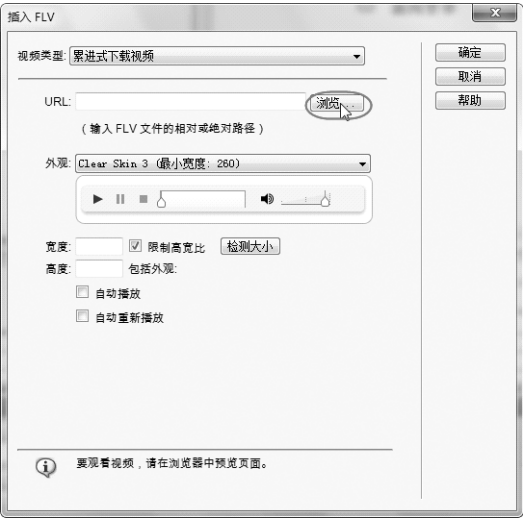 插入 FLV
视频类型: 累进式下载视频
确定
取消
帮助
URL: 浏览...
(输入 FLV 文件的相对或绝对路径)
外观: Clear Skin 3 (最小宽度: 260)
宽度: 限制高宽比 检测大小
高度: 包括外观:
自动播放
自动重新播放
要观看视频，请在浏览器中预览页面。